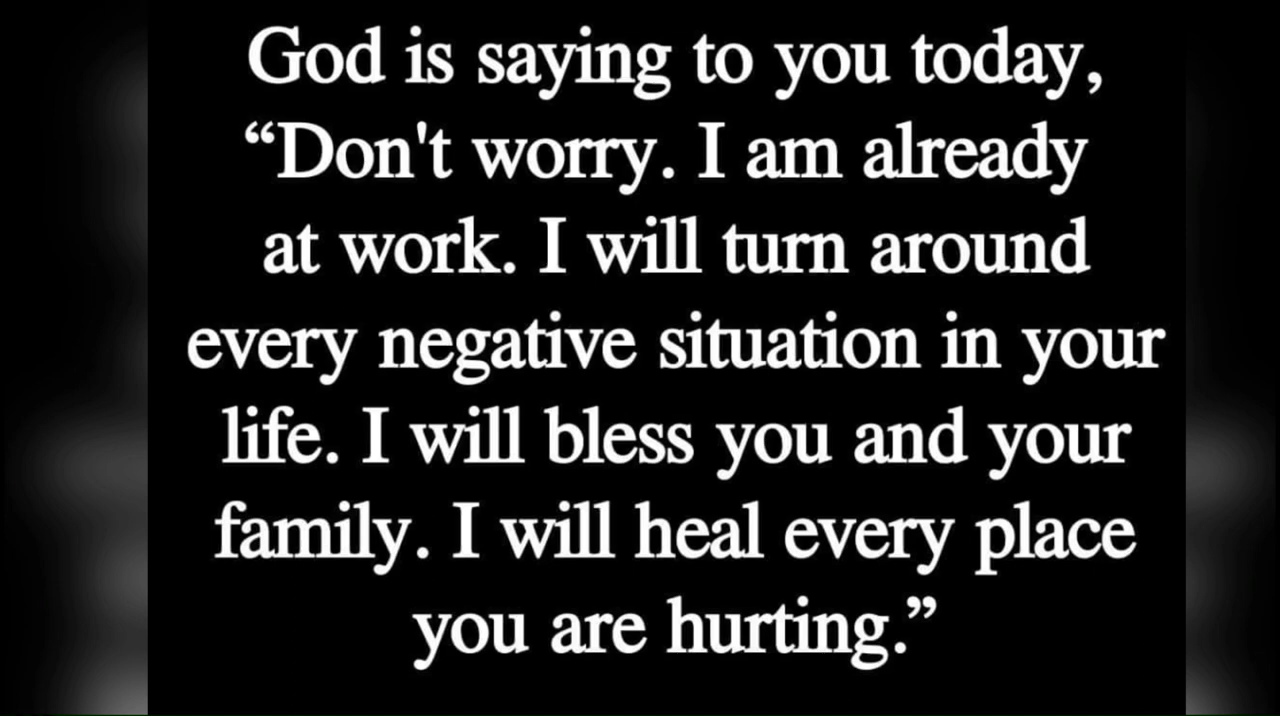 God is saying to you today,
“Don't worry. I am already
at work. I will turn around
every negative situation in your
life. I will bless you and your
family. I will heal every place
you are hurting.”